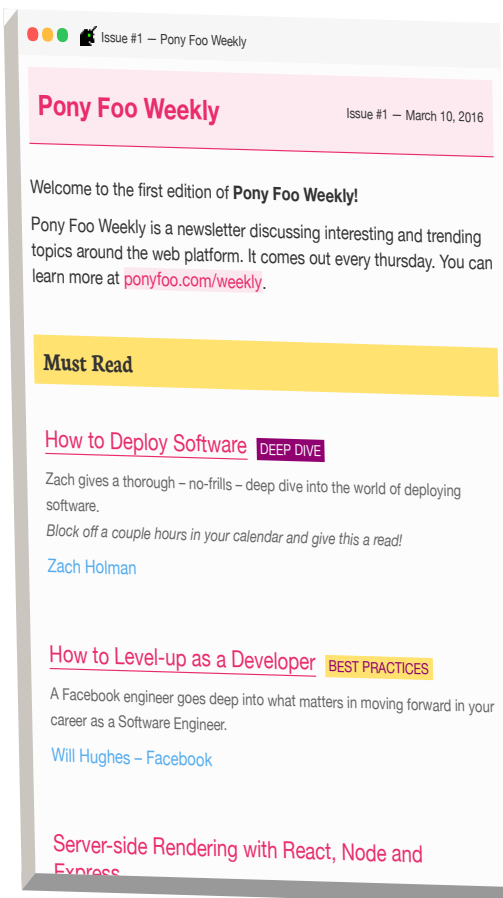 Issue #1 — Pony Foo Weekly
Pony Foo Weekly
Issue #1 — March 10, 2016
Welcome to the first edition of Pony Foo Weekly!
Pony Foo Weekly is a newsletter discussing interesting and trending
topics around the web platform. It comes out every thursday. You can
learn more at ponyfoo.com/weekly.
Must Read
How to Deploy Software DEEP DIVE
Zach gives a thorough – no-frills – deep dive into the world of deploying
software.
Block off a couple hours in your calendar and give this a read!
Zach Holman
How to Level-up as a Developer BEST PRACTICES
A Facebook engineer goes deep into what matters in moving forward in your
career as a Software Engineer.
Will Hughes – Facebook
Server-side Rendering with React, Node and
Express